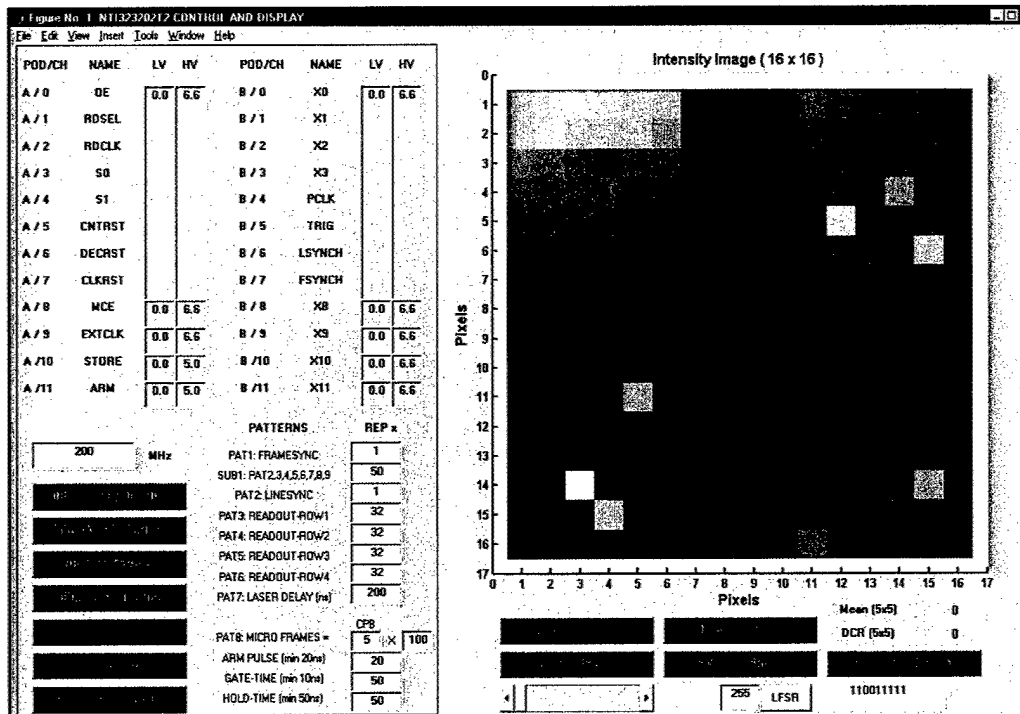 Figure No. 1 NTI323202T2 CONTROL AND DISPLAY
File Edit View Insert Tools Window Help
POD/CH NAME LV HV POD/CH NAME LV HV
A / 0 OE 0.0 6.6 B / 0 X0 0.0 6.6
A / 1 RDSEL B / 1 X1
A / 2 RDCLK B / 2 X2
A / 3 S0 B / 3 X3
A / 4 S1 B / 4 PCLK
A / 5 CNTRST B / 5 TRIG
A / 6 DECRST B / 6 LSYNCH
A / 7 CLKRST B / 7 FSYNCH
A / 8 MCE 0.0 6.6 B / 8 X8 0.0 6.6
A / 9 EXTCLK 0.0 6.6 B / 9 X9 0.0 6.6
A /10 STORE 0.0 5.0 B /10 X10 0.0 6.6
A /11 ARM 0.0 5.0 B /11 X11 0.0 6.6
PATTERNS REP x
200 MHz
PAT1: FRAMESYNC 1
SUB1: PAT2,3,4,5,6,7,8,9 50
PAT2: LINESYNC 1
PAT3: READOUT-ROW1 32
PAT4: READOUT-ROW2 32
PAT5: READOUT-ROW3 32
PAT6: READOUT-ROW4 32
PAT7: LASER DELAY (ns) 200
CPB
PAT8: MICRO FRAMES = 5 X 100
ARM PULSE (min 20ns) 20
GATE-TIME (min 10ns) 50
HOLD-TIME (min 50ns) 50
Intensity Image ( 16 x 16 )
Pixels
0
1
2
3
4
5
6
7
8
9
10
11
12
13
14
15
16
17
0 1 2 3 4 5 6 7 8 9 10 11 12 13 14 15 16 17
Pixels
Mean (5x5) 0
DCR (5x5) 0
255 LFSR 110011111